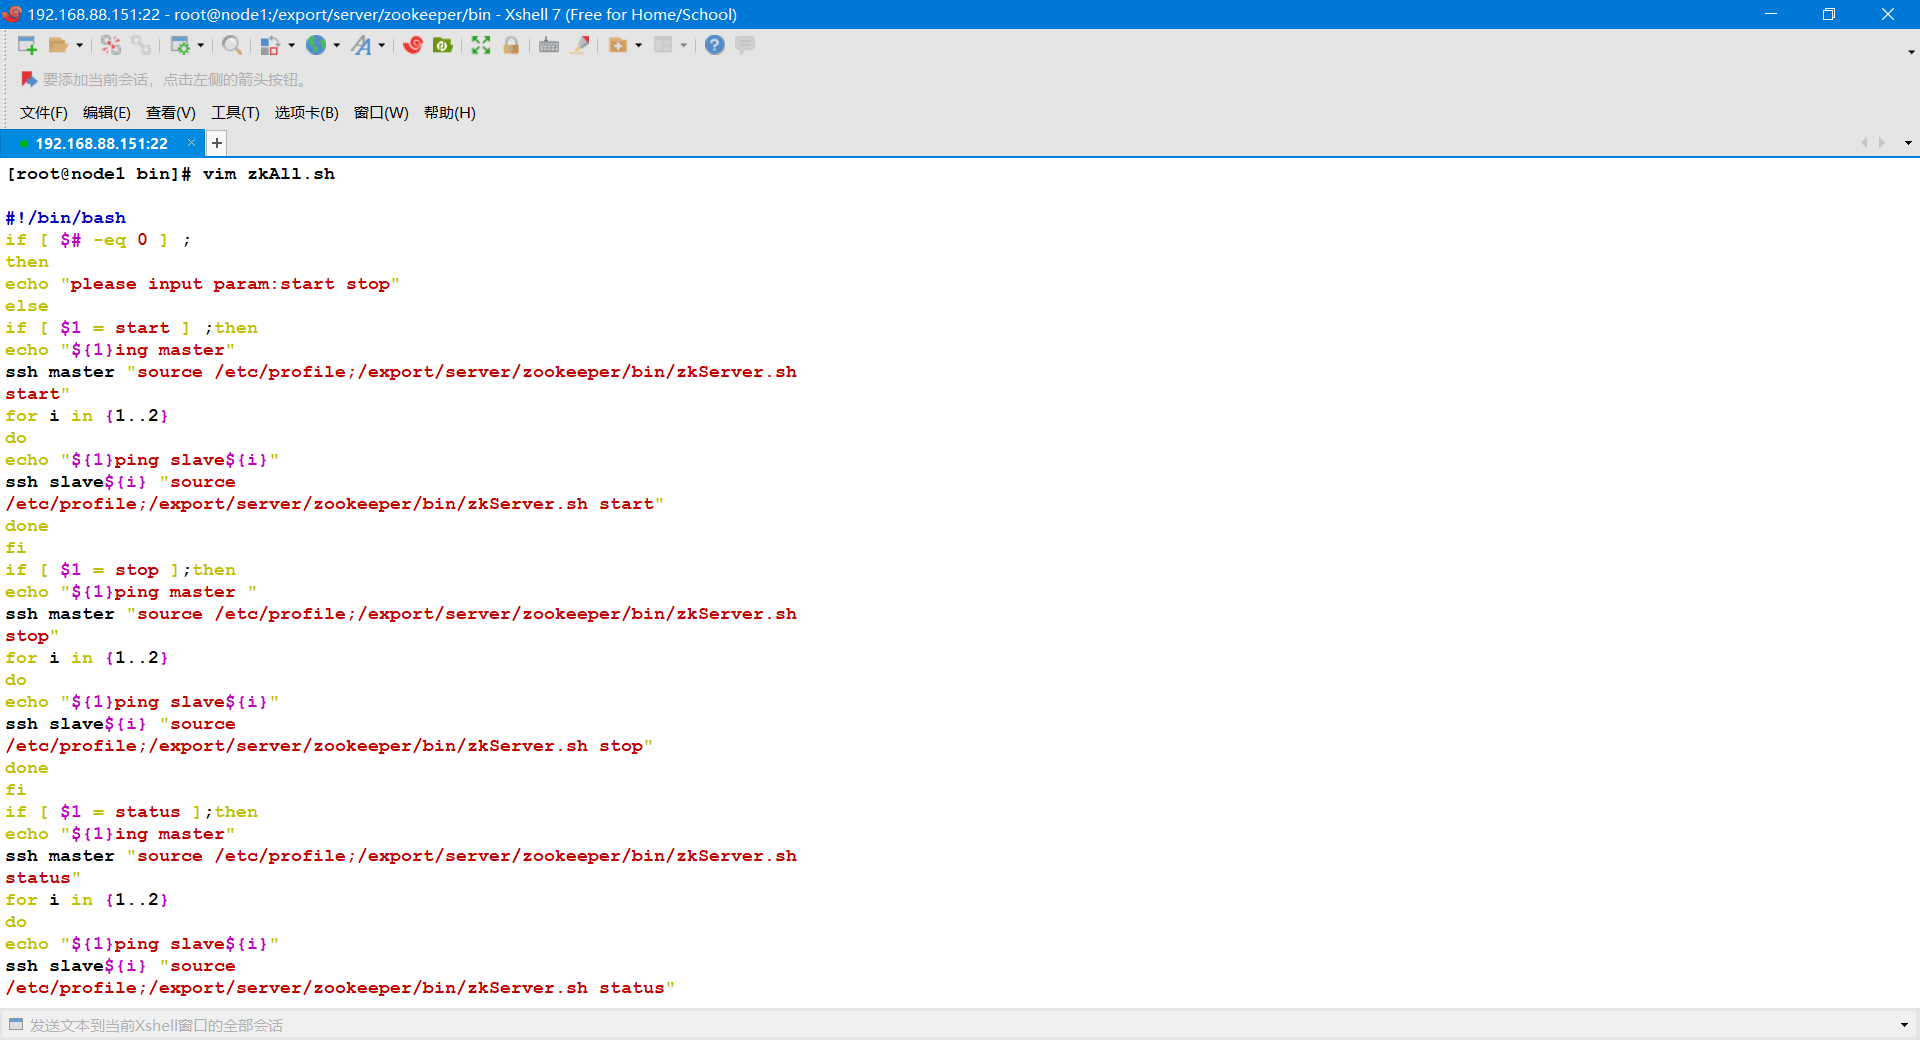 192.168.88.151:22 - root@node1:/export/server/zookeeper/bin - Xshell 7 (Free for Home/School)
要添加当前会话，点击左侧的箭头按钮。
文件(F) 编辑(E) 查看(V) 工具(T) 选项卡(B) 窗口(W) 帮助(H)
192.168.88.151:22 × +
[root@node1 bin]# vim zkAll.sh
#!/bin/bash
if [ $# -eq 0 ] ;
then
echo "please input param:start stop"
else
if [ $1 = start ] ;then
echo "${1}ing master"
ssh master "source /etc/profile;/export/server/zookeeper/bin/zkServer.sh
start"
for i in {1..2}
do
echo "${1}ping slave${i}"
ssh slave${i} "source
/etc/profile;/export/server/zookeeper/bin/zkServer.sh start"
done
fi
if [ $1 = stop ];then
echo "${1}ping master "
ssh master "source /etc/profile;/export/server/zookeeper/bin/zkServer.sh
stop"
for i in {1..2}
do
echo "${1}ping slave${i}"
ssh slave${i} "source
/etc/profile;/export/server/zookeeper/bin/zkServer.sh stop"
done
fi
if [ $1 = status ];then
echo "${1}ing master"
ssh master "source /etc/profile;/export/server/zookeeper/bin/zkServer.sh
status"
for i in {1..2}
do
echo "${1}ping slave${i}"
ssh slave${i} "source
/etc/profile;/export/server/zookeeper/bin/zkServer.sh status"
发送文本到当前Xshell窗口的全部会话